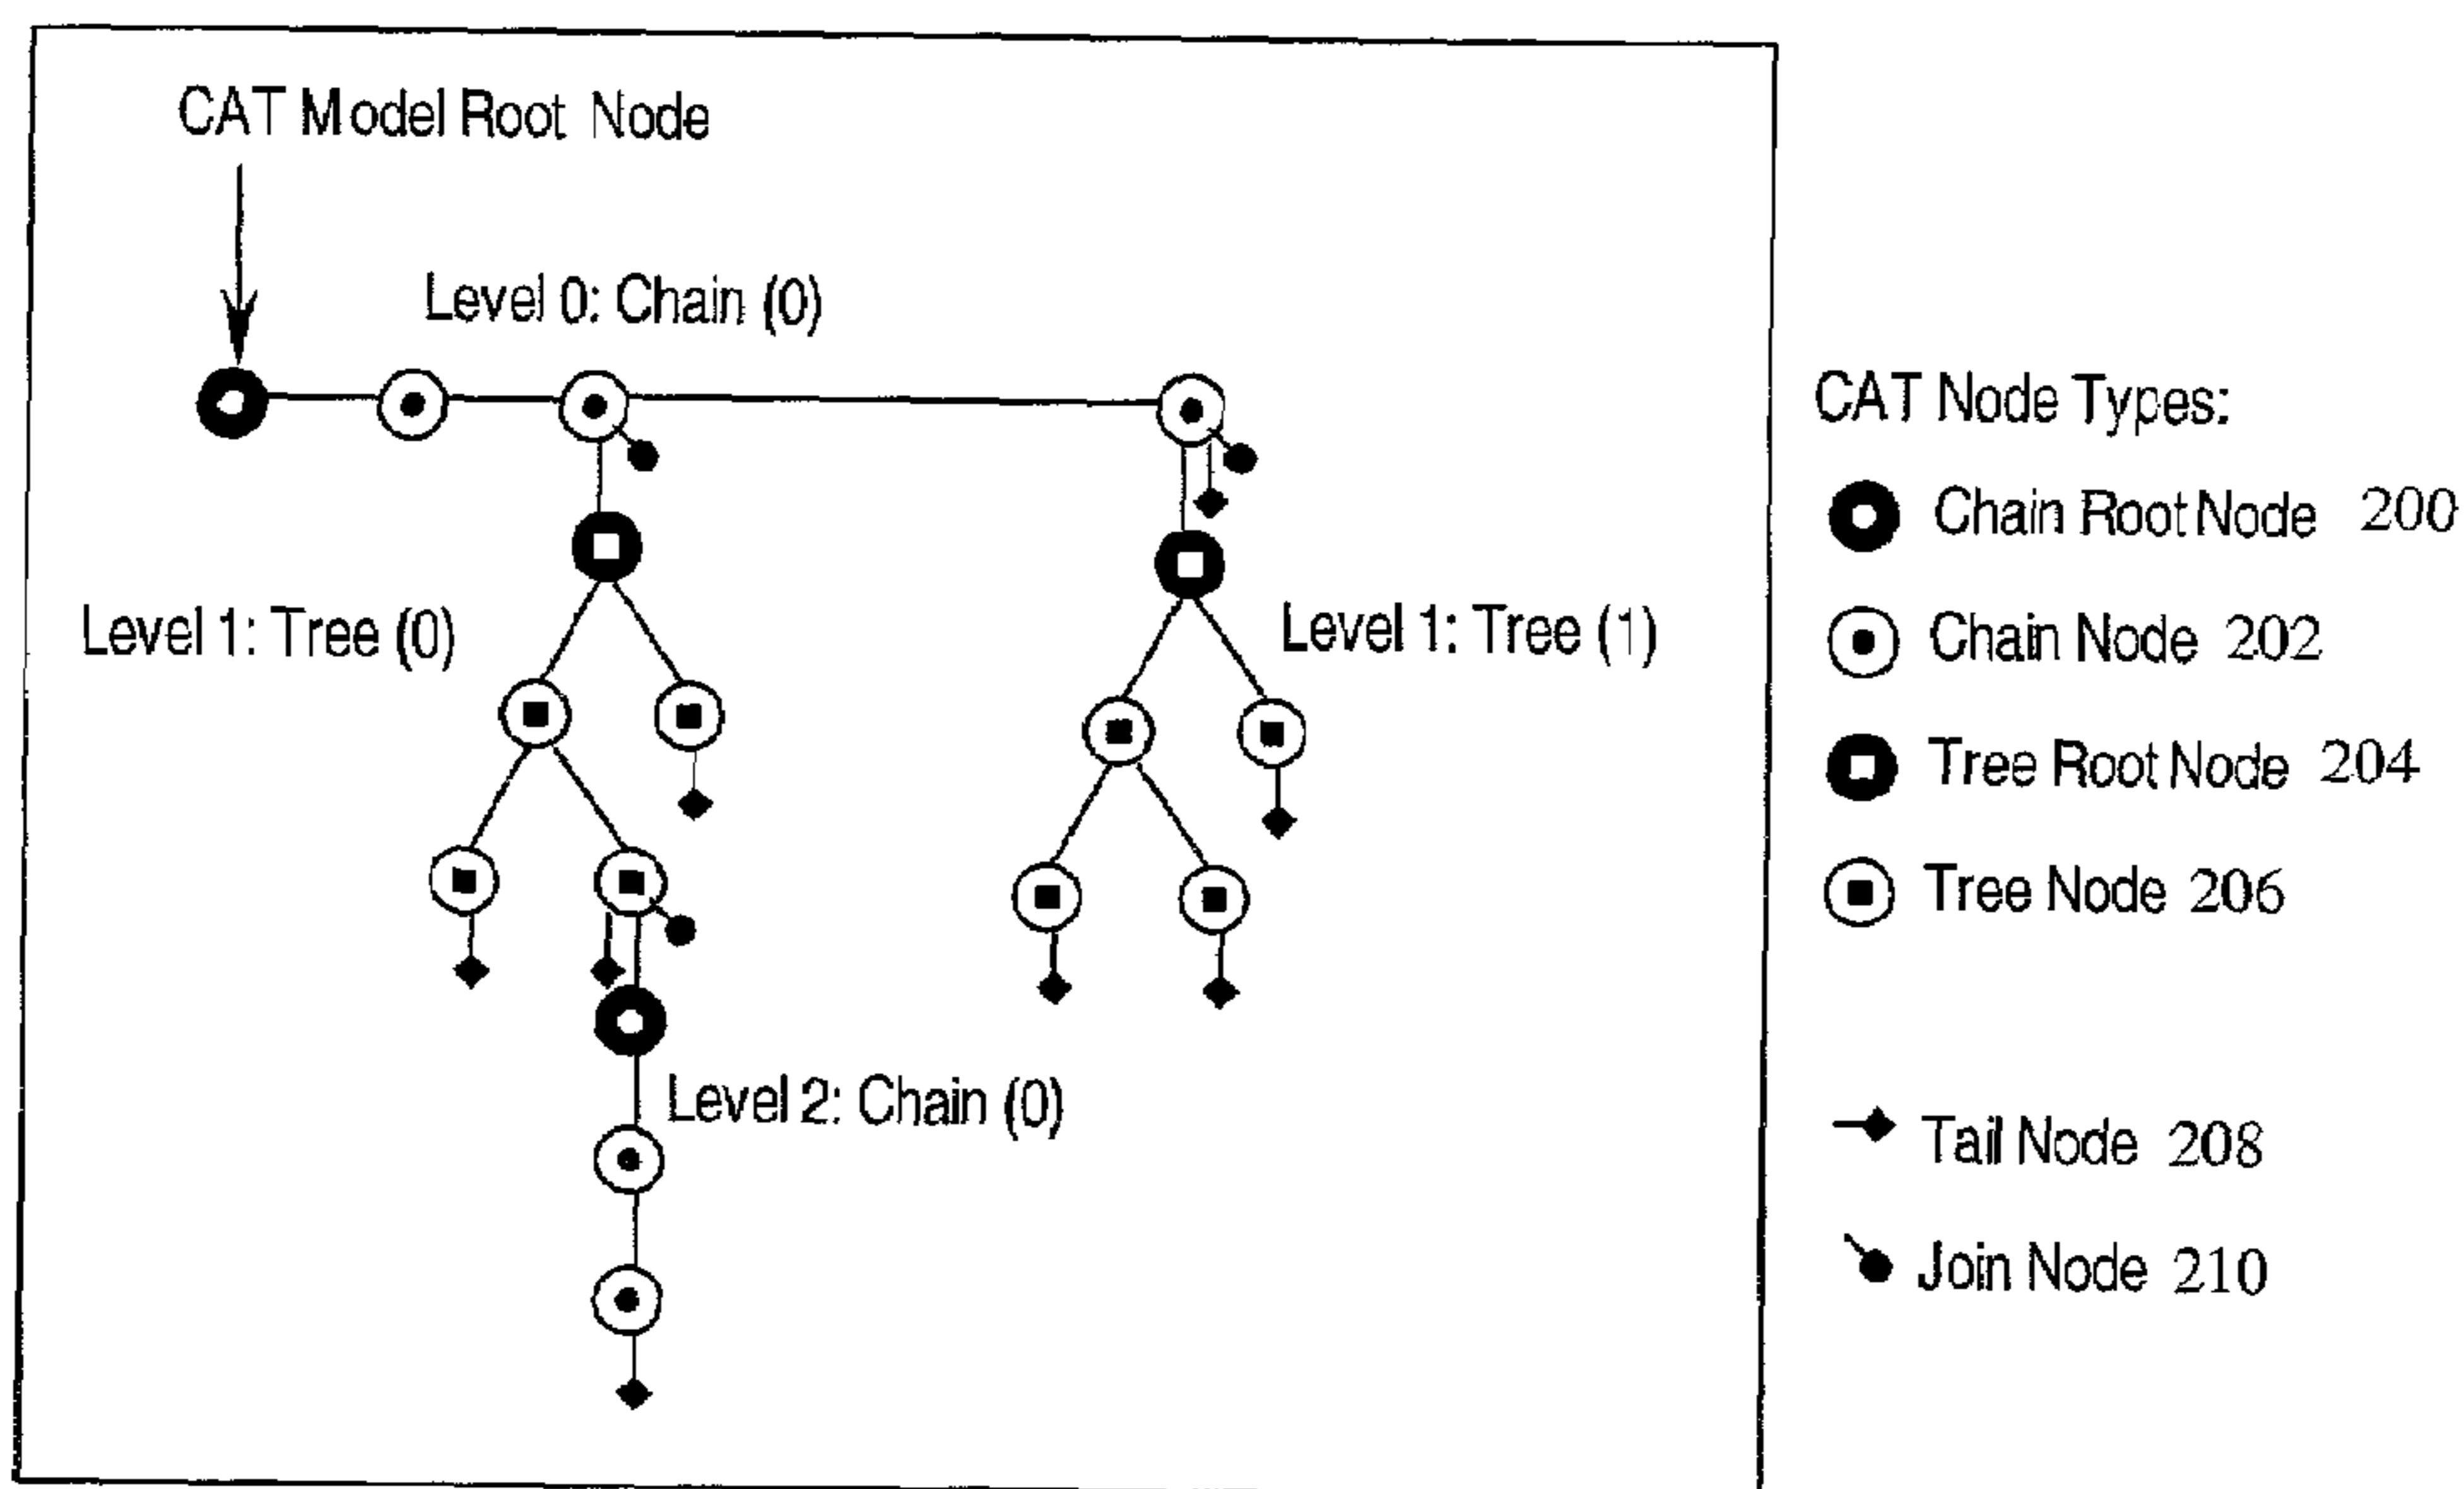 CAT Model Root Node
Level 0: Chain (0)
Level 1: Tree (0)
Level 1: Tree (1)
Level 2: Chain (0)
CAT Node Types:
Chain Root Node 200
Chain Node 202
Tree Root Node 204
Tree Node 206
Tail Node 208
Join Node 210